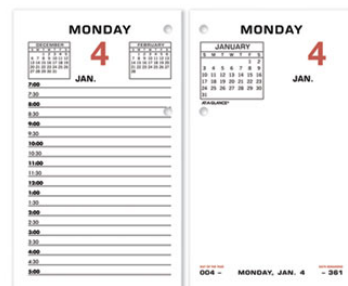 MONDAY
4
JAN.
DECEMBER
FEBRUARY
7:00
7:30
8:00
8:30
9:00
9:30
10:00
10:30
11:00
11:30
12:00
1:00
1:30
2:00
2:30
3:00
3:30
4:00
4:30
5:00
MONDAY
4
JAN.
JANUARY
S M T W T F S
1 2
3 4 5 6 7 8 9
10 11 12 13 14 15 16
17 18 19 20 21 22 23
24 25 26 27 28 29 30
31
AT-A-GLANCE
004 – MONDAY, JAN. 4 – 361